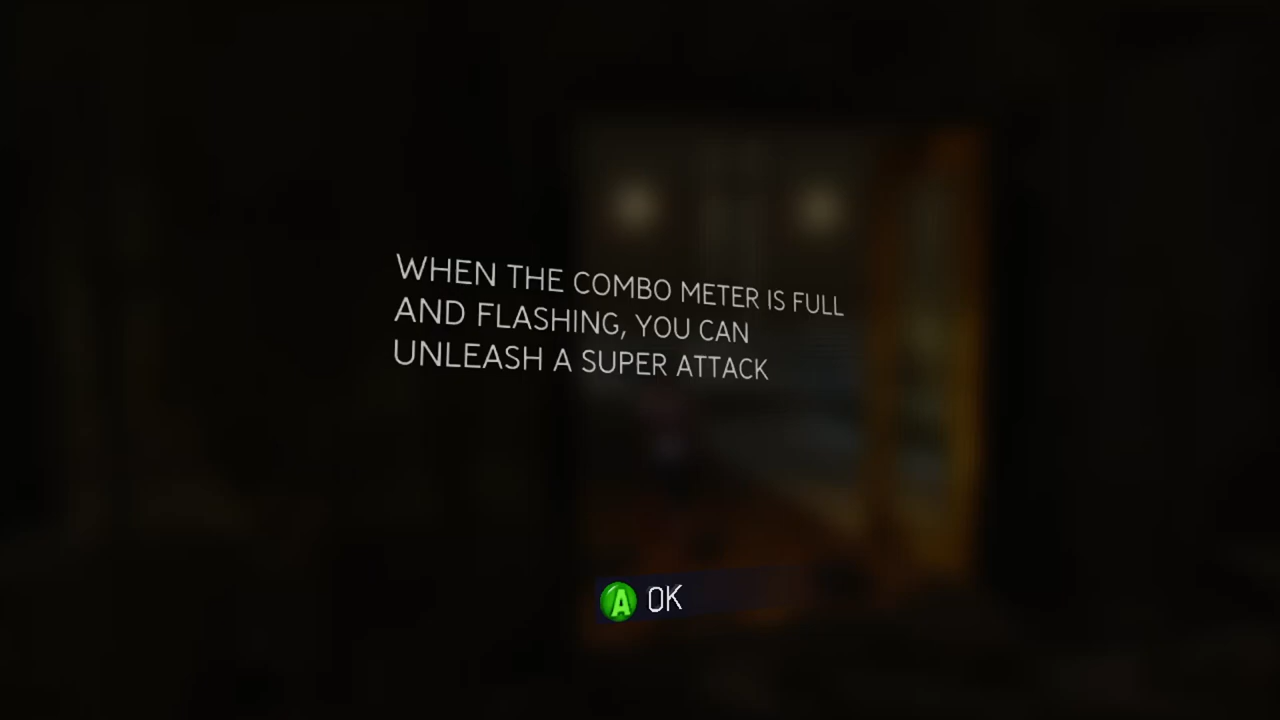 WHEN THE COMBO METER IS FULL
AND FLASHING, YOU CAN
UNLEASH A SUPER ATTACK
A OK